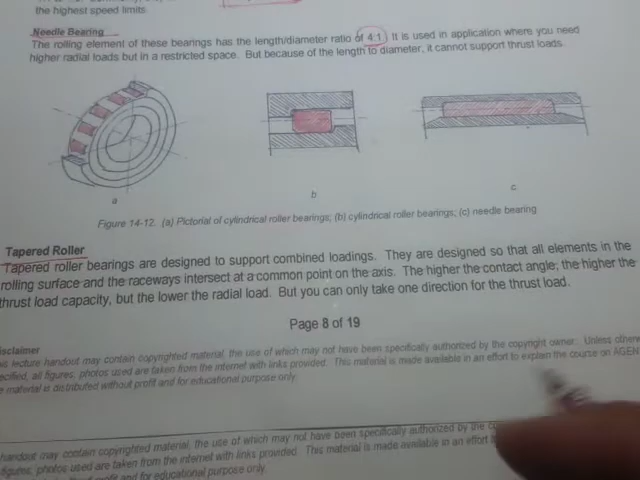 the highest speed limits.
Needle Bearing
The rolling element of these bearings has the length/diameter ratio of 4:1. It is used in application where you need
higher radial loads but in a restricted space. But because of the length to diameter, it cannot support thrust loads.
a
b
c
Figure 14-12. (a) Pictorial of cylindrical roller bearings; (b) cylindrical roller bearings; (c) needle bearing
Tapered Roller
Tapered roller bearings are designed to support combined loadings. They are designed so that all elements in the
rolling surface and the raceways intersect at a common point on the axis. The higher the contact angle; the higher the
thrust load capacity, but the lower the radial load. But you can only take one direction for the thrust load.
Page 8 of 19
isclaimer
is lecture handout may contain copyrighted material, the use of which may not have been specifically authorized by the copyright owner. Unless otherw
ecified, all figures, photos used are taken from the internet with links provided. This material is made available in an effort to explain the course on AGEN
e material is distributed without profit and for educational purpose only.
handout may contain copyrighted material, the use of which may not have been specifically authorized by the co
figures, photos used are taken from the internet with links provided. This material is made available in an effort t
fit and for educational purpose only.